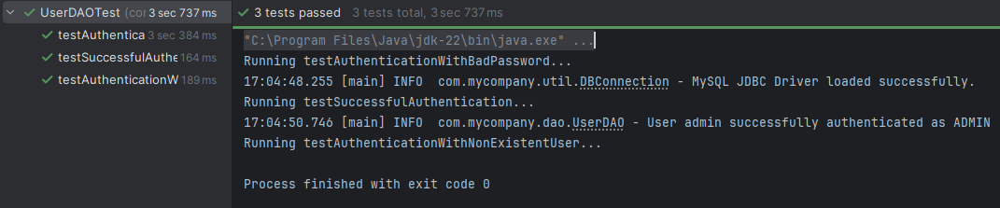 UserDAOTest (cor 3 sec 737 ms
testAuthentica 3 sec 384 ms
testSuccessfulAuthe 164 ms
testAuthenticationW 189 ms
3 tests passed 3 tests total, 3 sec 737 ms
"C:\Program Files\Java\jdk-22\bin\java.exe" ...
Running testAuthenticationWithBadPassword...
17:04:48.255 [main] INFO  com.mycompany.util.DBConnection - MySQL JDBC Driver loaded successfully.
Running testSuccessfulAuthentication...
17:04:50.746 [main] INFO  com.mycompany.dao.UserDAO - User admin successfully authenticated as ADMIN
Running testAuthenticationWithNonExistentUser...
Process finished with exit code 0